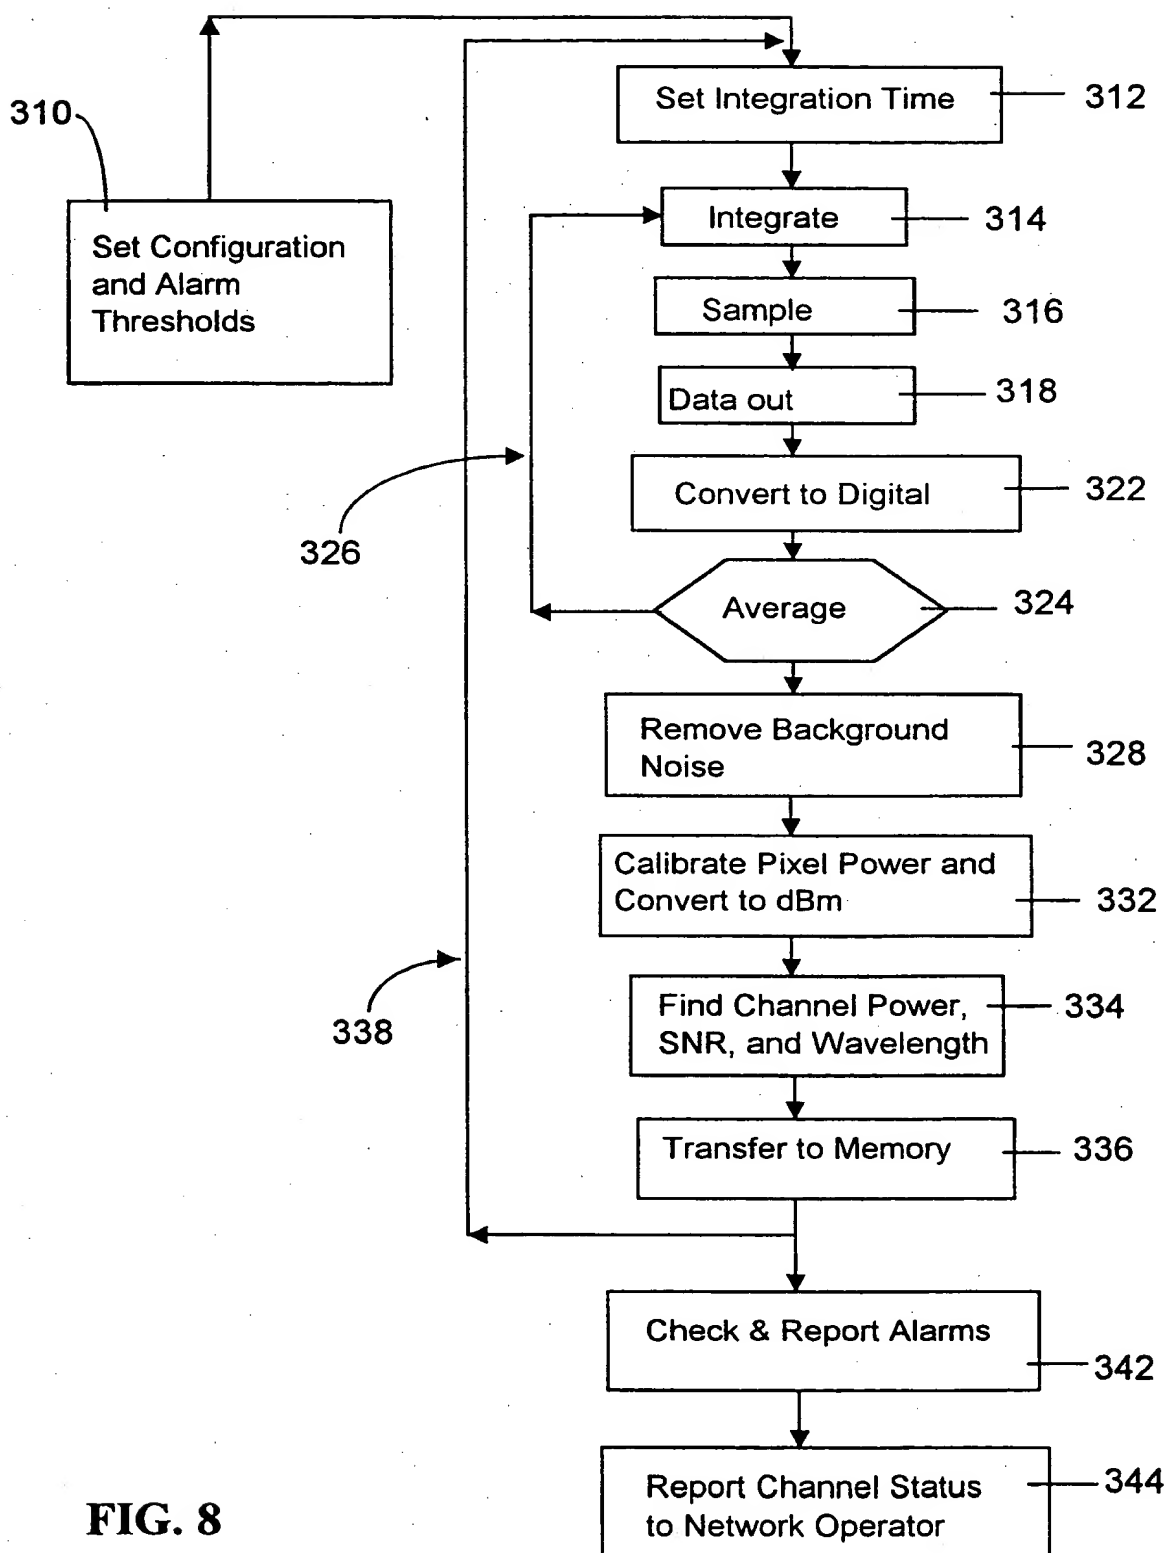 310
Set Configuration
and Alarm
Thresholds
Set Integration Time
312
Integrate
314
Sample
316
Data out
318
Convert to Digital
322
326
Average
324
Remove Background
Noise
328
Calibrate Pixel Power and
Convert to dBm
332
338
Find Channel Power,
SNR, and Wavelength
334
Transfer to Memory
336
Check & Report Alarms
342
Report Channel Status
to Network Operator
344
FIG. 8